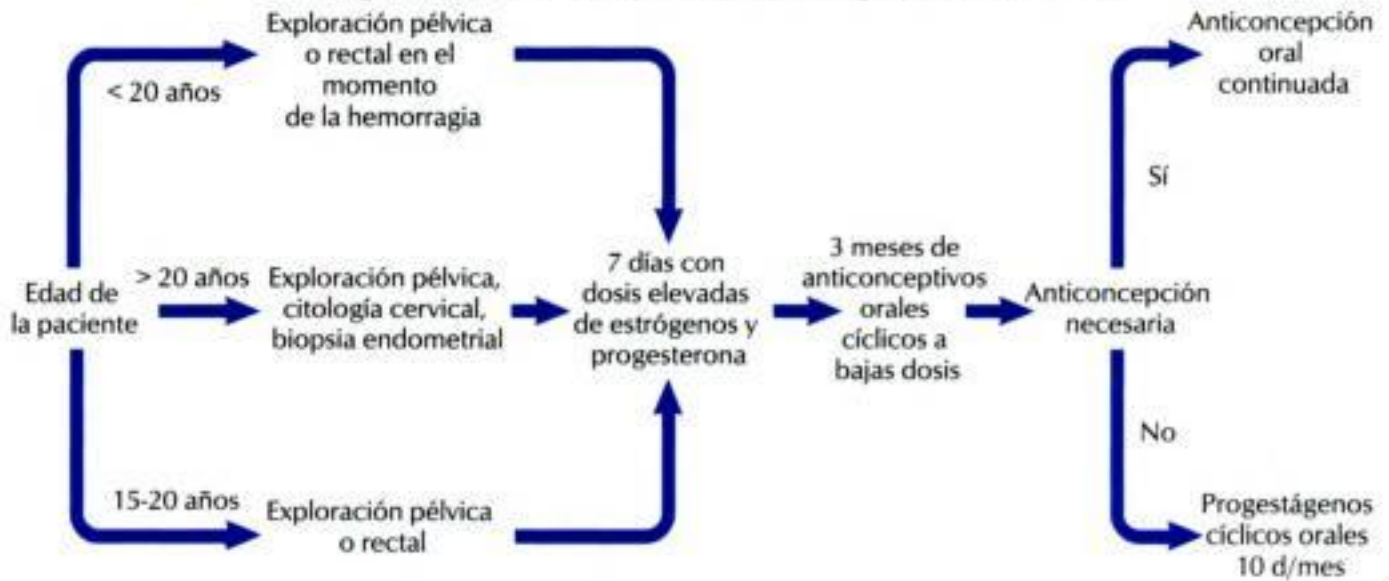 Exploración pélvica
o rectal en el
momento
de la hemorragia
< 20 años
Edad de
la paciente
> 20 años
Exploración pélvica,
citología cervical,
biopsia endometrial
15-20 años
Exploración pélvica
o rectal
7 días con
dosis elevadas
de estrógenos y
progesterona
3 meses de
anticonceptivos
orales
cíclicos a
bajas dosis
Anticoncepción
necesaria
Sí
Anticoncepción
oral
continuada
No
Progestágenos
cíclicos orales
10 d/mes